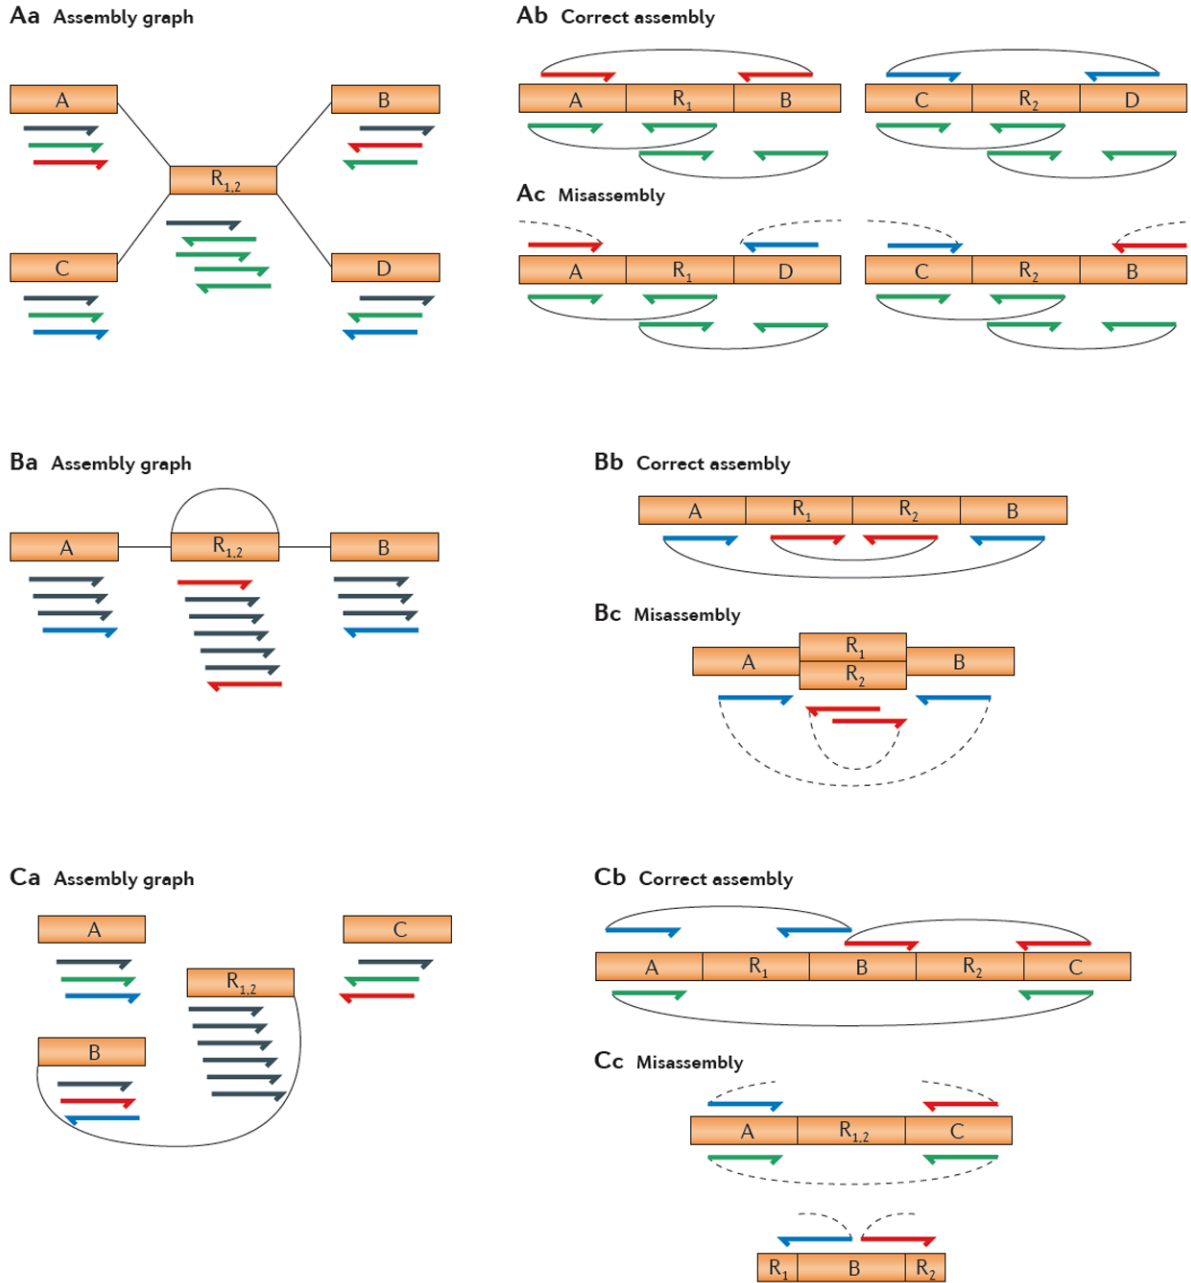 Aa Assembly graph
A
B
R1,2
C
D
Ab Correct assembly
A R1 B
C R2 D
Ac Misassembly
A R1 D
C R2 B
Ba Assembly graph
A R1,2 B
Bb Correct assembly
A R1 R2 B
Bc Misassembly
R1
A B
R2
Ca Assembly graph
A
C
R1,2
B
Cb Correct assembly
A R1 B R2 C
Cc Misassembly
A R1,2 C
R1 B R2